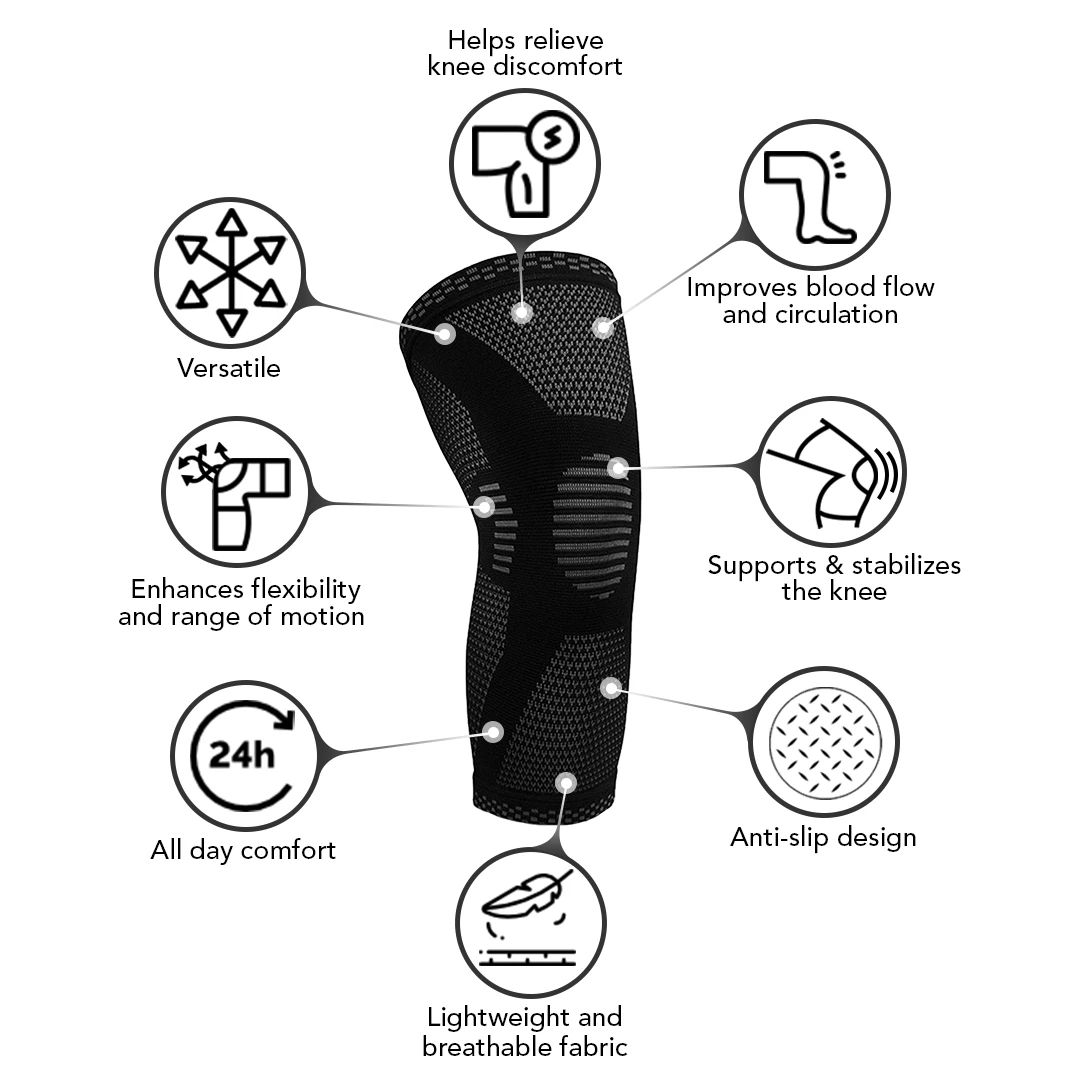 Helps relieve
knee discomfort
Improves blood flow
and circulation
Versatile
Supports & stabilizes
the knee
Enhances flexibility
and range of motion
24h
All day comfort
Anti-slip design
Lightweight and
breathable fabric